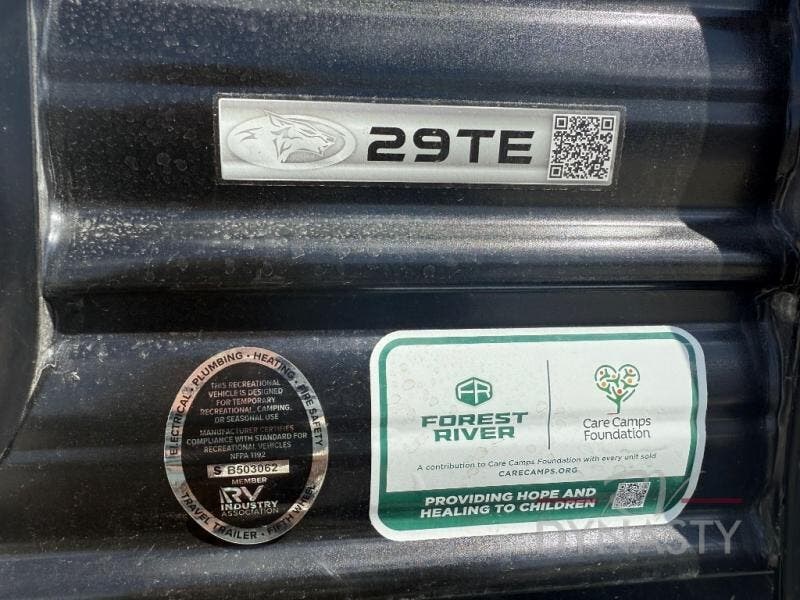 29TE
ELECTRICAL • PLUMBING • HEATING • FIRE SAFETY
THIS RECREATIONAL
VEHICLE IS DESIGNED
FOR TEMPORARY
RECREATIONAL, CAMPING,
OR SEASONAL USE
MANUFACTURER CERTIFIES
COMPLIANCE WITH STANDARD FOR
RECREATIONAL VEHICLES
NFPA 1192
S B503062
MEMBER
RV
INDUSTRY
ASSOCIATION
TRAVEL TRAILER • FIFTH WHEEL
FR
FOREST
RIVER
Care Camps
Foundation
A contribution to Care Camps Foundation with every unit sold
CARECAMPS.ORG
PROVIDING HOPE AND
HEALING TO CHILDREN
RV
DYNASTY